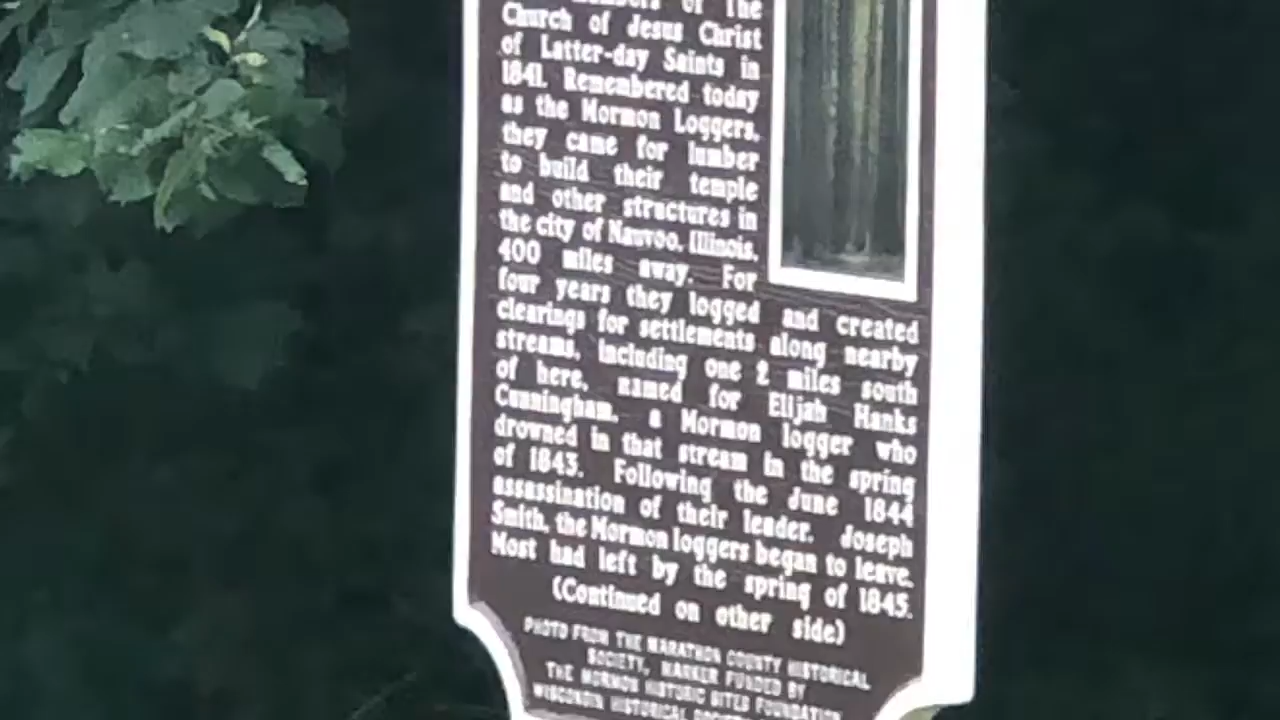 of The
Church of Jesus Christ
of Latter-day Saints in
1841. Remembered today
as the Mormon Loggers,
they came for lumber
to build their temple
and other structures in
the city of Nauvoo, Illinois,
400 miles away. For
four years they logged and created
clearings for settlements along nearby
streams, including one 2 miles south
of here, named for Elijah Hanks
Cunningham, a Mormon logger who
drowned in that stream in the spring
of 1843. Following the June 1844
assassination of their leader, Joseph
Smith, the Mormon loggers began to leave.
Most had left by the spring of 1845.
(Continued on other side)
PHOTO FROM THE MARATHON COUNTY HISTORICAL
SOCIETY, MARKER FUNDED BY
THE MORMON HISTORIC SITES FOUNDATION
WISCONSIN HISTORICAL